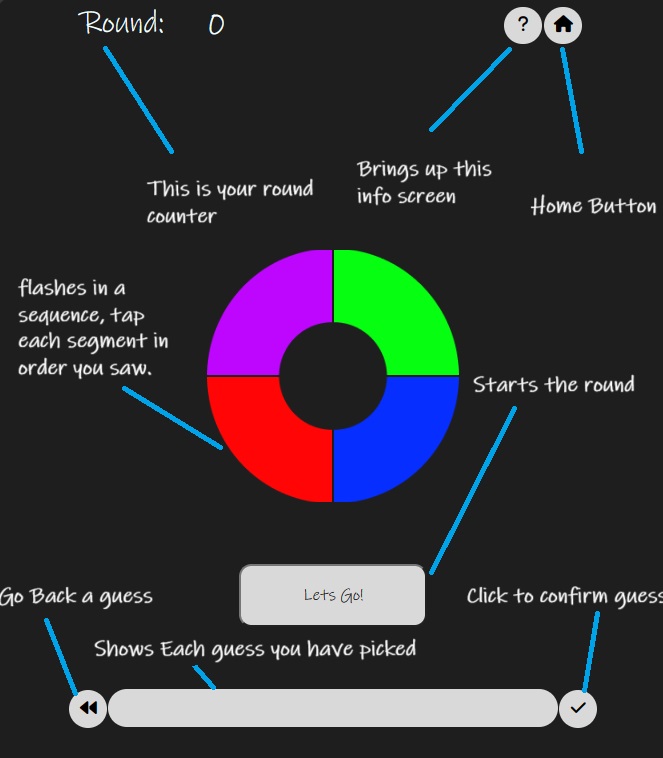 Round: 0
?
This is your round
counter
Brings up this
info screen
Home Button
flashes in a
sequence, tap
each segment in
order you saw.
Starts the round
Lets Go!
Go Back a guess
Click to confirm guess
Shows Each guess you have picked